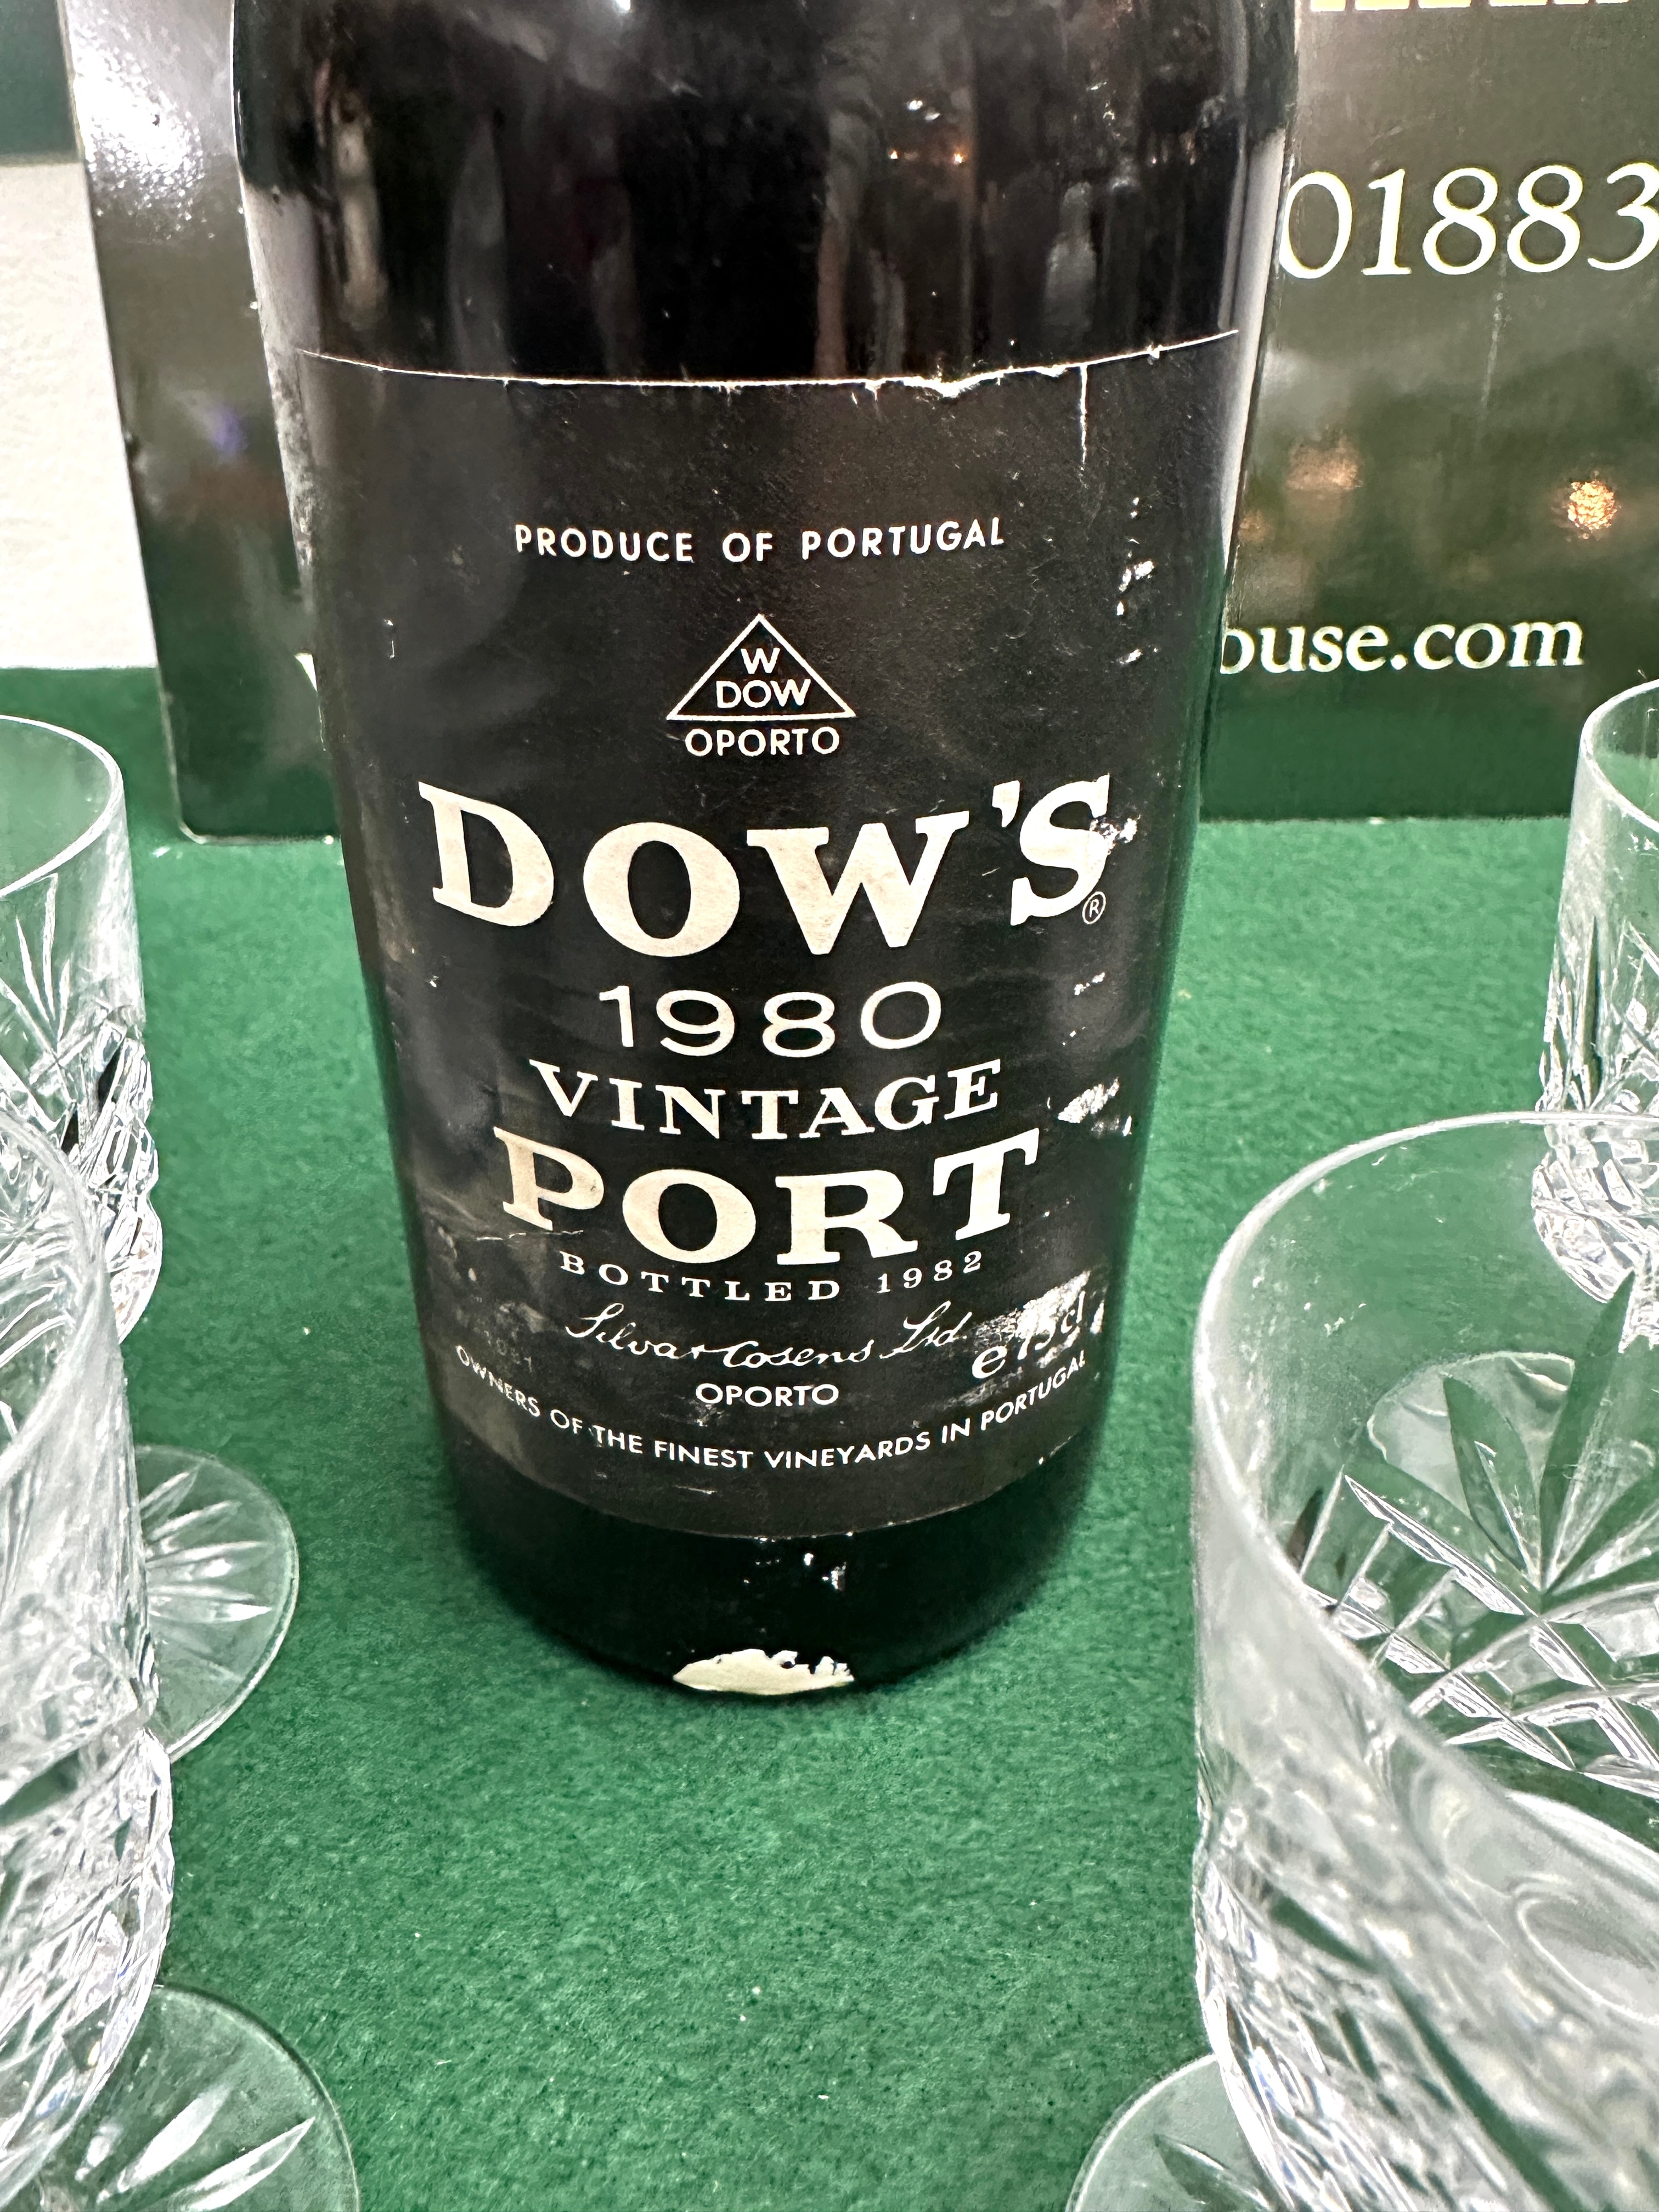 01883
ouse.com
PRODUCE OF PORTUGAL
W
DOW
OPORTO
DOW'S®
1980
VINTAGE
PORT
BOTTLED 1982
Silva & Cosens Ltd.
e 75cl
OPORTO
OWNERS OF THE FINEST VINEYARDS IN PORTUGAL